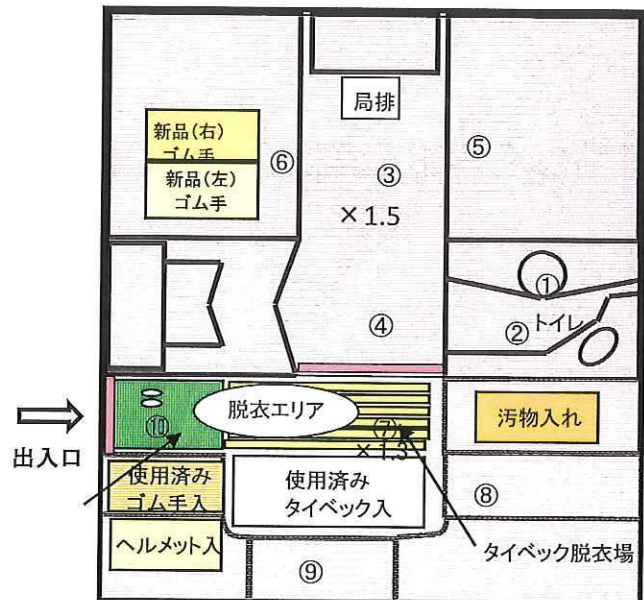 局排
新品(右)
ゴム手
新品(左)
ゴム手
⑥
③
⑤
×1.5
①
④
②
トイレ
出入口
⑩
脱衣エリア
⑦
×1.3
汚物入れ
使用済み
ゴム手入
使用済み
タイベック入
⑧
ヘルメット入
⑨
タイベック脱衣場